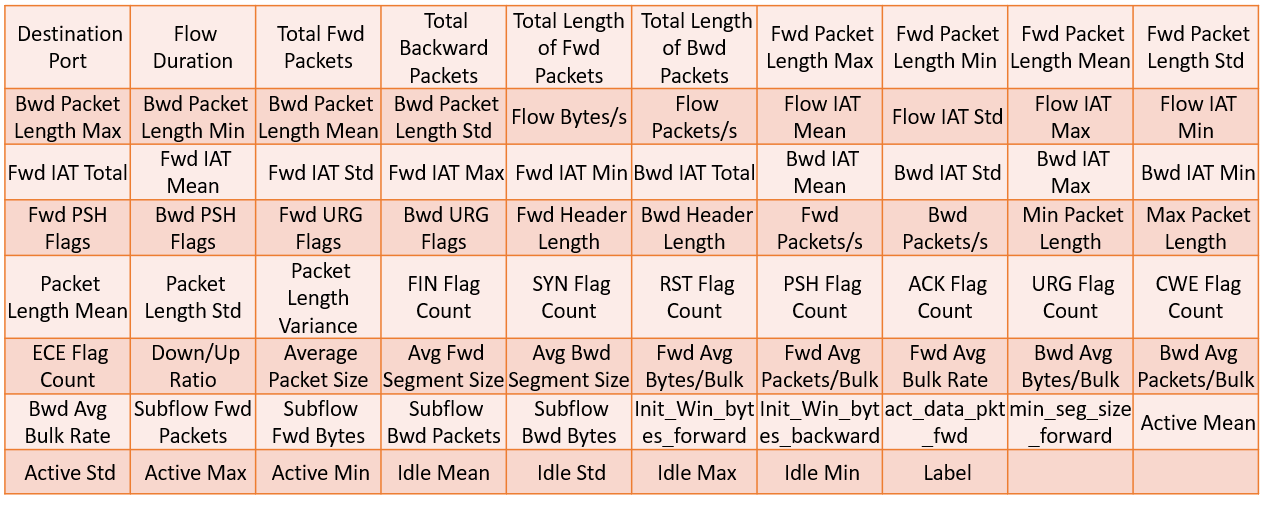 Destination
Port
Flow
Duration
Total Fwd
Packets
Total
Backward
Packets
Total Length
of Fwd
Packets
Total Length
of Bwd
Packets
Fwd Packet
Length Max
Fwd Packet
Length Min
Fwd Packet
Length Mean
Fwd Packet
Length Std
Bwd Packet
Length Max
Bwd Packet
Length Min
Bwd Packet
Length Mean
Bwd Packet
Length Std
Flow Bytes/s
Flow
Packets/s
Flow IAT
Mean
Flow IAT Std
Flow IAT
Max
Flow IAT
Min
Fwd IAT Total
Fwd IAT
Mean
Fwd IAT Std
Fwd IAT Max
Fwd IAT Min
Bwd IAT Total
Bwd IAT
Mean
Bwd IAT Std
Bwd IAT
Max
Bwd IAT Min
Fwd PSH
Flags
Bwd PSH
Flags
Fwd URG
Flags
Bwd URG
Flags
Fwd Header
Length
Bwd Header
Length
Fwd
Packets/s
Bwd
Packets/s
Min Packet
Length
Max Packet
Length
Packet
Length Mean
Packet
Length Std
Packet
Length
Variance
FIN Flag
Count
SYN Flag
Count
RST Flag
Count
PSH Flag
Count
ACK Flag
Count
URG Flag
Count
CWE Flag
Count
ECE Flag
Count
Down/Up
Ratio
Average
Packet Size
Avg Fwd
Segment Size
Avg Bwd
Segment Size
Fwd Avg
Bytes/Bulk
Fwd Avg
Packets/Bulk
Fwd Avg
Bulk Rate
Bwd Avg
Bytes/Bulk
Bwd Avg
Packets/Bulk
Bwd Avg
Bulk Rate
Subflow Fwd
Packets
Subflow
Fwd Bytes
Subflow
Bwd Packets
Subflow
Bwd Bytes
Init_Win_byt
es_forward
Init_Win_byt
es_backward
act_data_pkt
_fwd
min_seg_size
_forward
Active Mean
Active Std
Active Max
Active Min
Idle Mean
Idle Std
Idle Max
Idle Min
Label